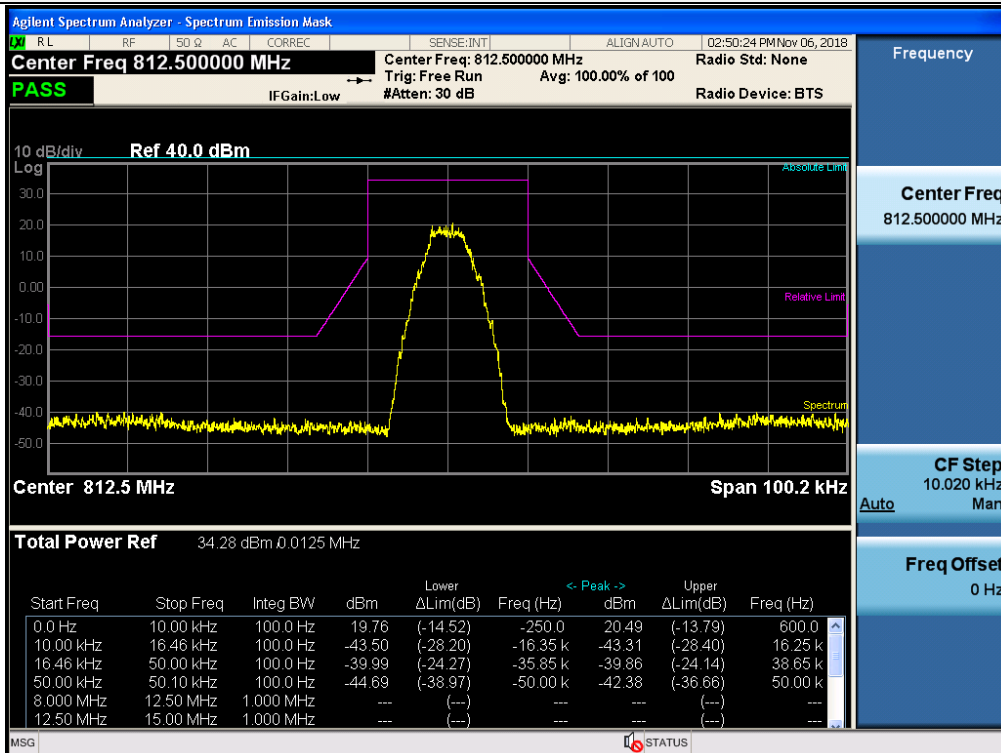 Agilent Spectrum Analyzer - Spectrum Emission Mask
LXI RL RF 50 Ω AC CORREC SENSE:INT ALIGN AUTO 02:50:24 PM Nov 06, 2018
Center Freq 812.500000 MHz
PASS
IFGain:Low
Center Freq: 812.500000 MHz
Trig: Free Run Avg: 100.00% of 100
#Atten: 30 dB
Radio Std: None
Radio Device: BTS
10 dB/div Ref 40.0 dBm
Log
Absolute Limit
30.0
20.0
10.0
0.00
Relative Limit
-10.0
-20.0
-30.0
Spectrum
-40.0
-50.0
Center 812.5 MHz Span 100.2 kHz
Total Power Ref 34.28 dBm / 0.0125 MHz
Lower <- Peak -> Upper
Start Freq Stop Freq Integ BW dBm ΔLim(dB) Freq (Hz) dBm ΔLim(dB) Freq (Hz)
0.0 Hz 10.00 kHz 100.0 Hz 19.76 (-14.52) -250.0 20.49 (-13.79) 600.0
10.00 kHz 16.46 kHz 100.0 Hz -43.50 (-28.20) -16.35 k -43.31 (-28.40) 16.25 k
16.46 kHz 50.00 kHz 100.0 Hz -39.99 (-24.27) -35.85 k -39.86 (-24.14) 38.65 k
50.00 kHz 50.10 kHz 100.0 Hz -44.69 (-38.97) -50.00 k -42.38 (-36.66) 50.00 k
8.000 MHz 12.50 MHz 1.000 MHz --- (---) --- --- (---) ---
12.50 MHz 15.00 MHz 1.000 MHz --- (---) --- --- (---) ---
MSG STATUS
Frequency
Center Freq
812.500000 MHz
CF Step
10.020 kHz
Auto Man
Freq Offset
0 Hz